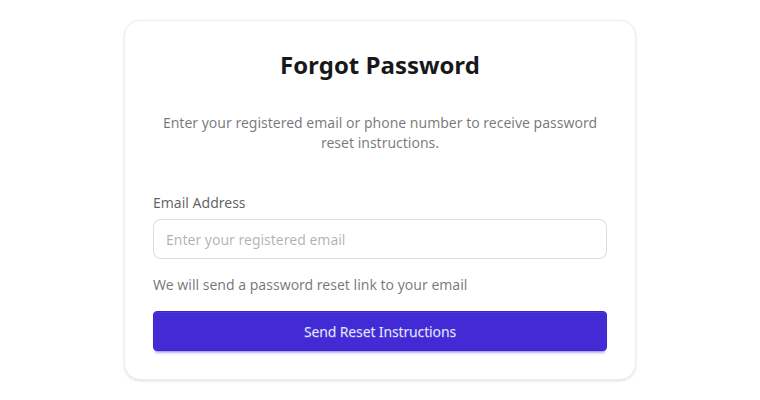 Forgot Password
Enter your registered email or phone number to receive password
reset instructions.
Email Address
Enter your registered email
We will send a password reset link to your email
Send Reset Instructions